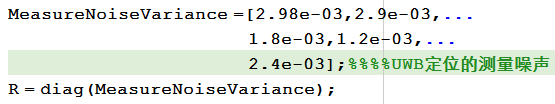 MeasureNoiseVariance =[2.98e-03,2.9e-03,...
1.8e-03,1.2e-03,...
2.4e-03];%%%%UWB定位的测量噪声
R = diag(MeasureNoiseVariance);